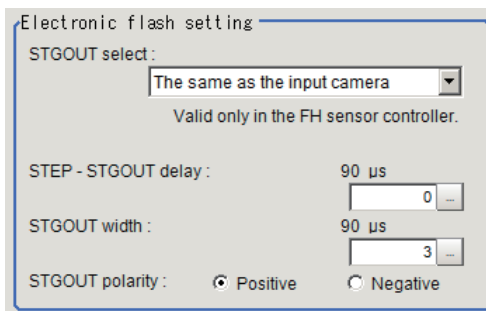 Electronic flash setting
STGOUT select :
The same as the input camera
Valid only in the FH sensor controller.
STEP - STGOUT delay : 90 µs
0 ...
STGOUT width : 90 µs
3 ...
STGOUT polarity : Positive Negative